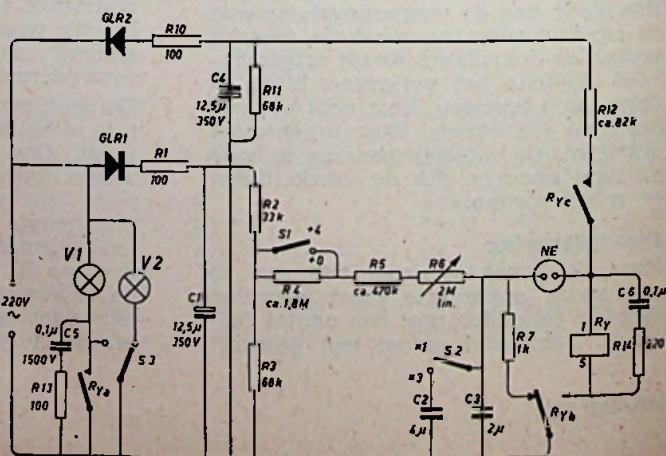 GLR2
R10
100
C4
12,5µ
350V
R11
68k
R12
ca.82k
GLR1
R1
100
R2
33k
RYc
S1
+4
+0
NE
V1
V2
R4
ca.1,8M
R5
ca.470k
R6
2M
lin.
220V
~
C5
0,1µ
1500V
C1
12,5µ
350V
C6
0,1µ
R7
1k
1
RY
5
R14
220
S3
R13
100
RYa
R3
68k
×1
S2
×3
C2
4µ
C3
2µ
RYb